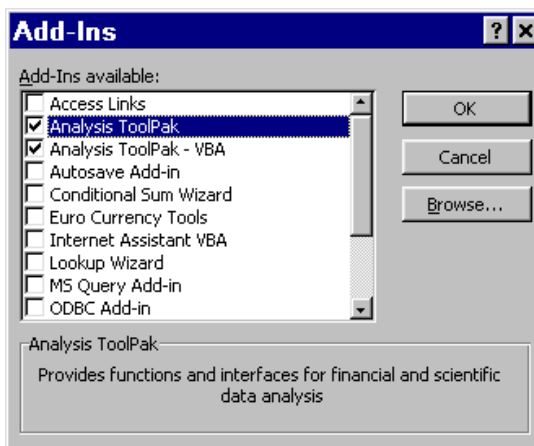 Add-Ins
Add-Ins available:
Access Links
Analysis ToolPak
Analysis ToolPak - VBA
Autosave Add-in
Conditional Sum Wizard
Euro Currency Tools
Internet Assistant VBA
Lookup Wizard
MS Query Add-in
ODBC Add-in
OK
Cancel
Browse...
Analysis ToolPak
Provides functions and interfaces for financial and scientific
data analysis